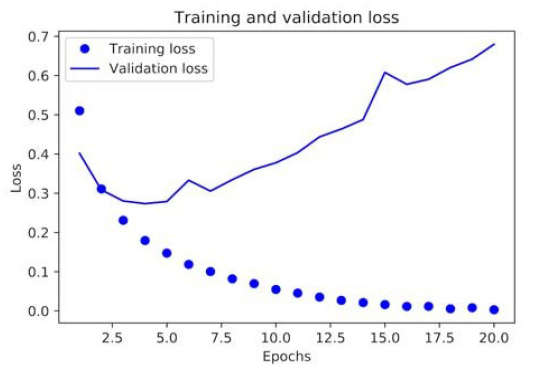 Training and validation loss
Training loss
Validation loss
Loss
0.7
0.6
0.5
0.4
0.3
0.2
0.1
0.0
2.5 5.0 7.5 10.0 12.5 15.0 17.5 20.0
Epochs